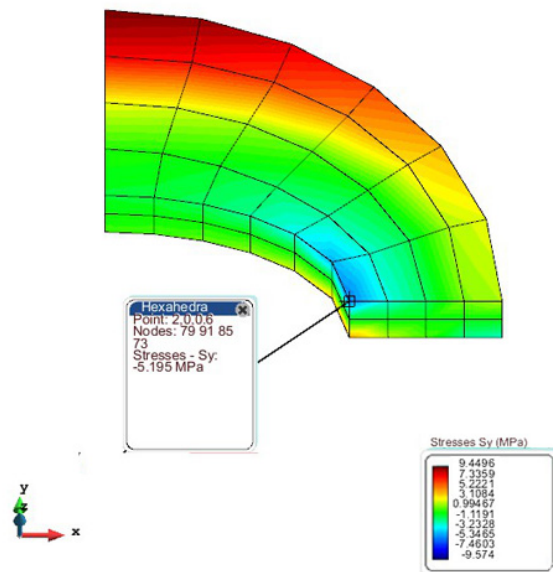 Hexahedra
Point: 2,0,0.6
Nodes: 79 91 85
73
Stresses - Sy:
-5.195 MPa
Stresses Sy (MPa)
9.4496
7.3359
5.2221
3.1084
0.99467
-1.1191
-3.2328
-5.3465
-7.4603
-9.574
y
z
x